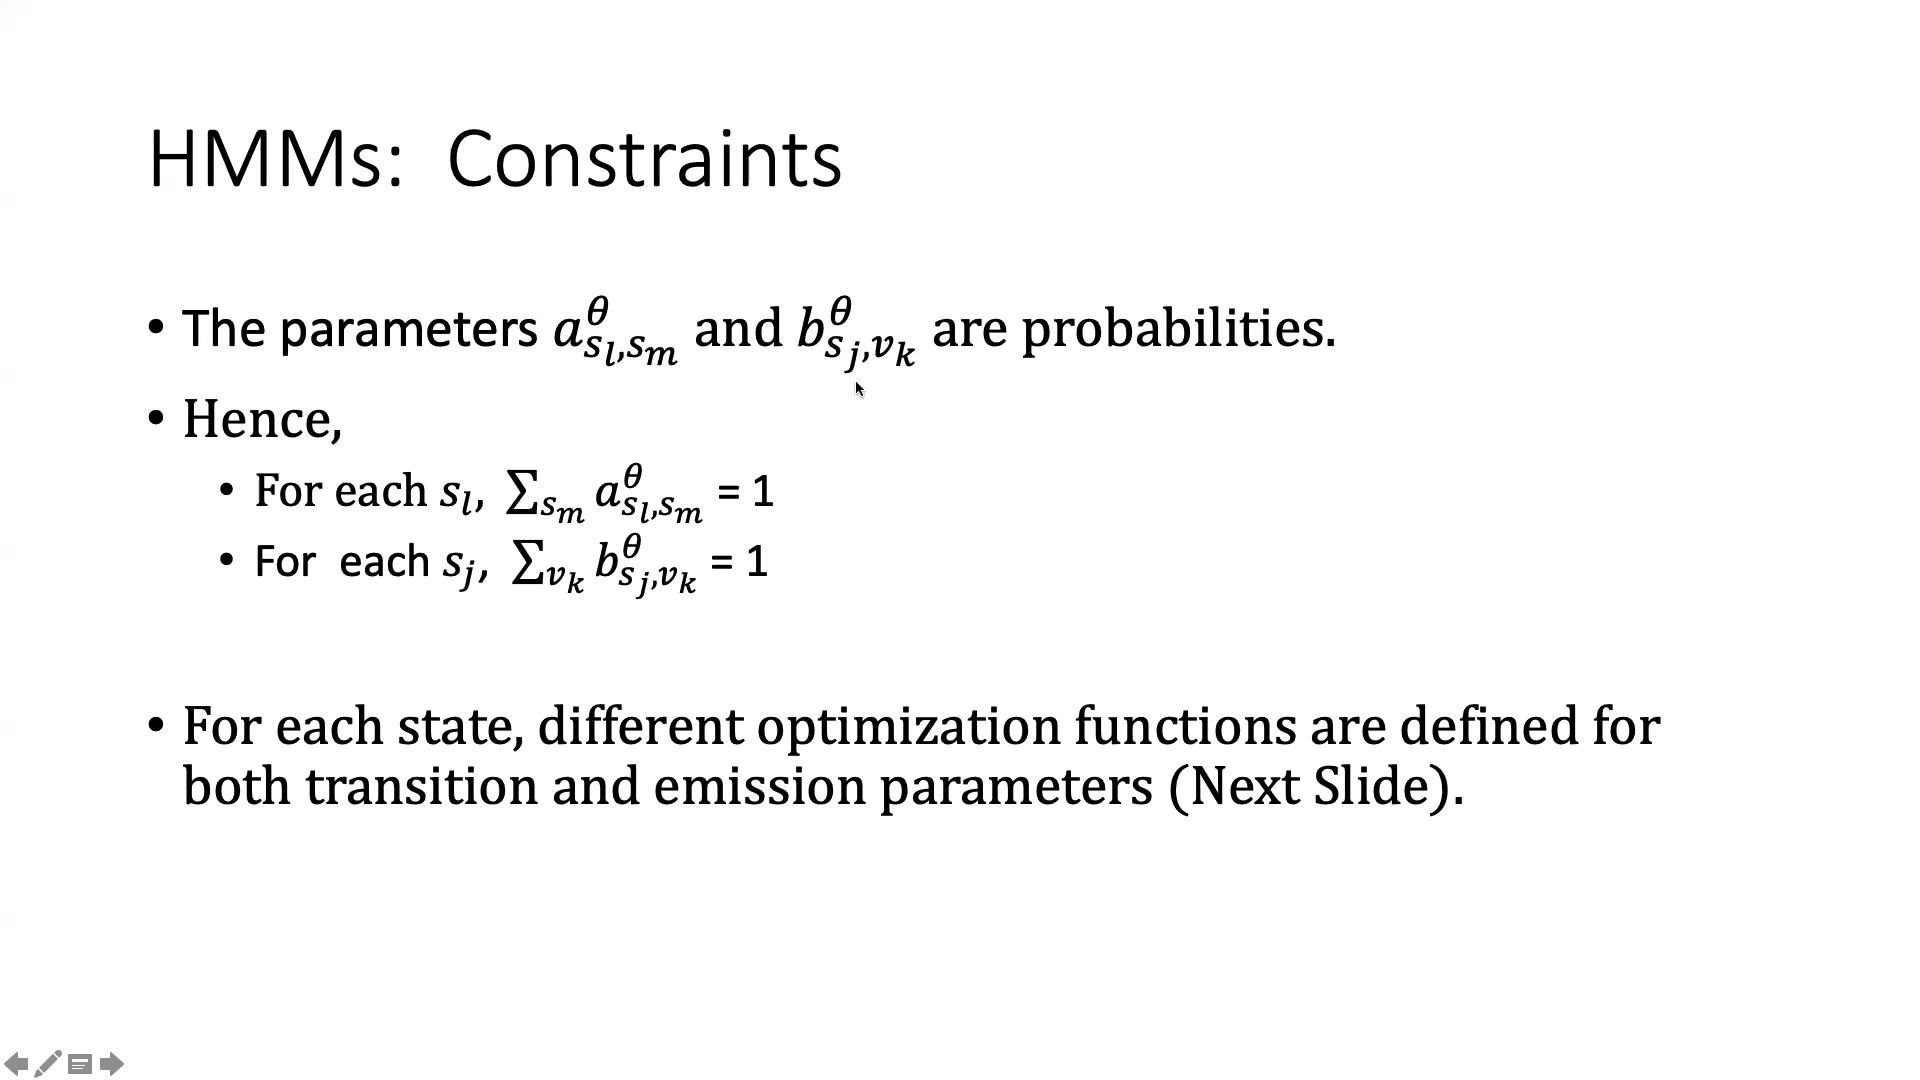 HMMs: Constraints
• The parameters $a^{\theta}_{s_l,s_m}$ and $b^{\theta}_{s_j,v_k}$ are probabilities.
• Hence,
• For each $s_l$, $\sum_{s_m} a^{\theta}_{s_l,s_m}$ = 1
• For each $s_j$, $\sum_{v_k} b^{\theta}_{s_j,v_k}$ = 1
• For each state, different optimization functions are defined for
both transition and emission parameters (Next Slide).